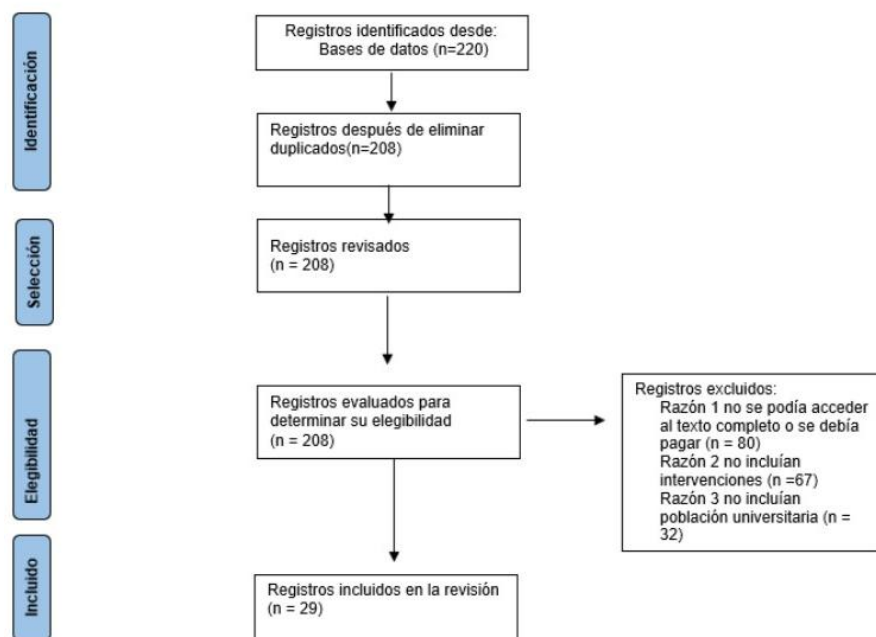 Identificación
Registros identificados desde:
Bases de datos (n=220)
Registros después de eliminar
duplicados(n=208)
Selección
Registros revisados
(n = 208)
Elegibilidad
Registros evaluados para
determinar su elegibilidad
(n = 208)
Registros excluidos:
Razón 1 no se podía acceder
al texto completo o se debía
pagar (n = 80)
Razón 2 no incluían
intervenciones (n =67)
Razón 3 no incluían
población universitaria (n =
32)
Incluido
Registros incluidos en la revisión
(n = 29)